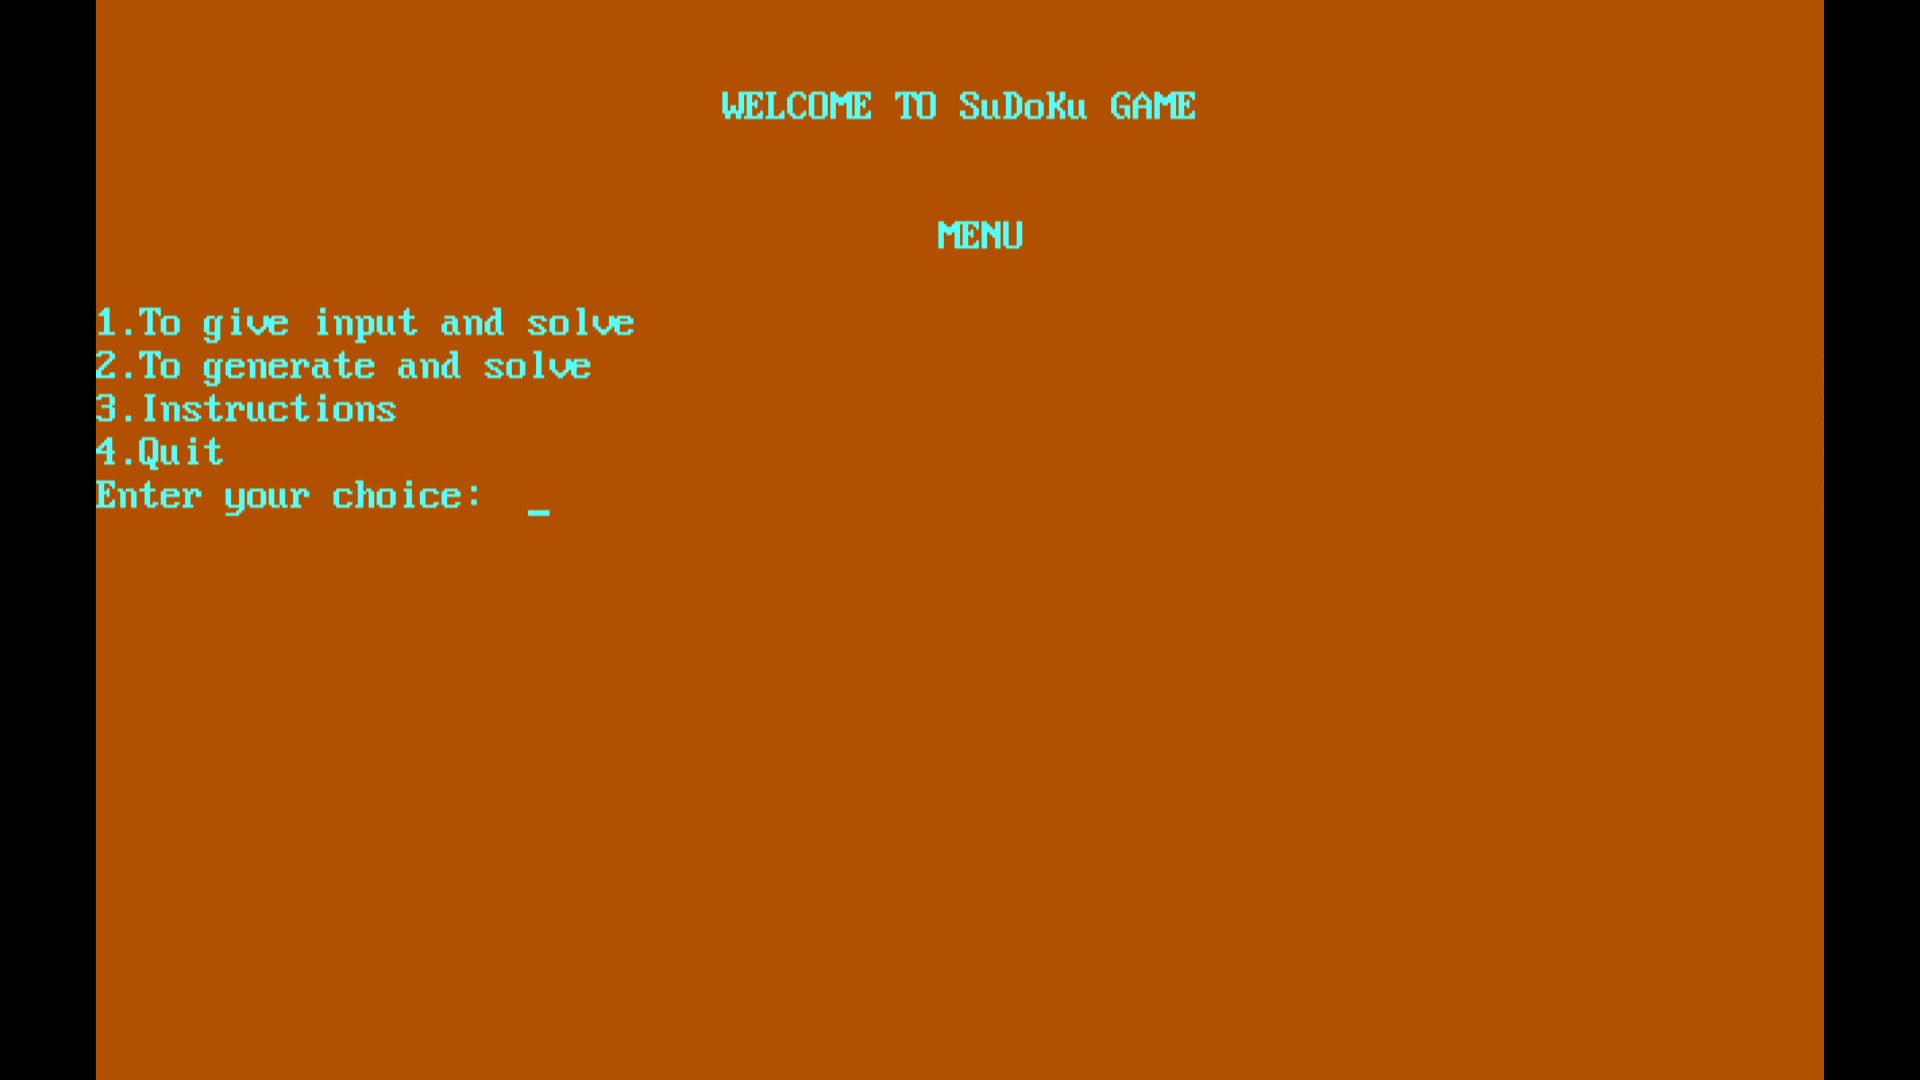 WELCOME TO SuDoKu GAME
MENU
1.To give input and solve
2.To generate and solve
3.Instructions
4.Quit
Enter your choice:  _